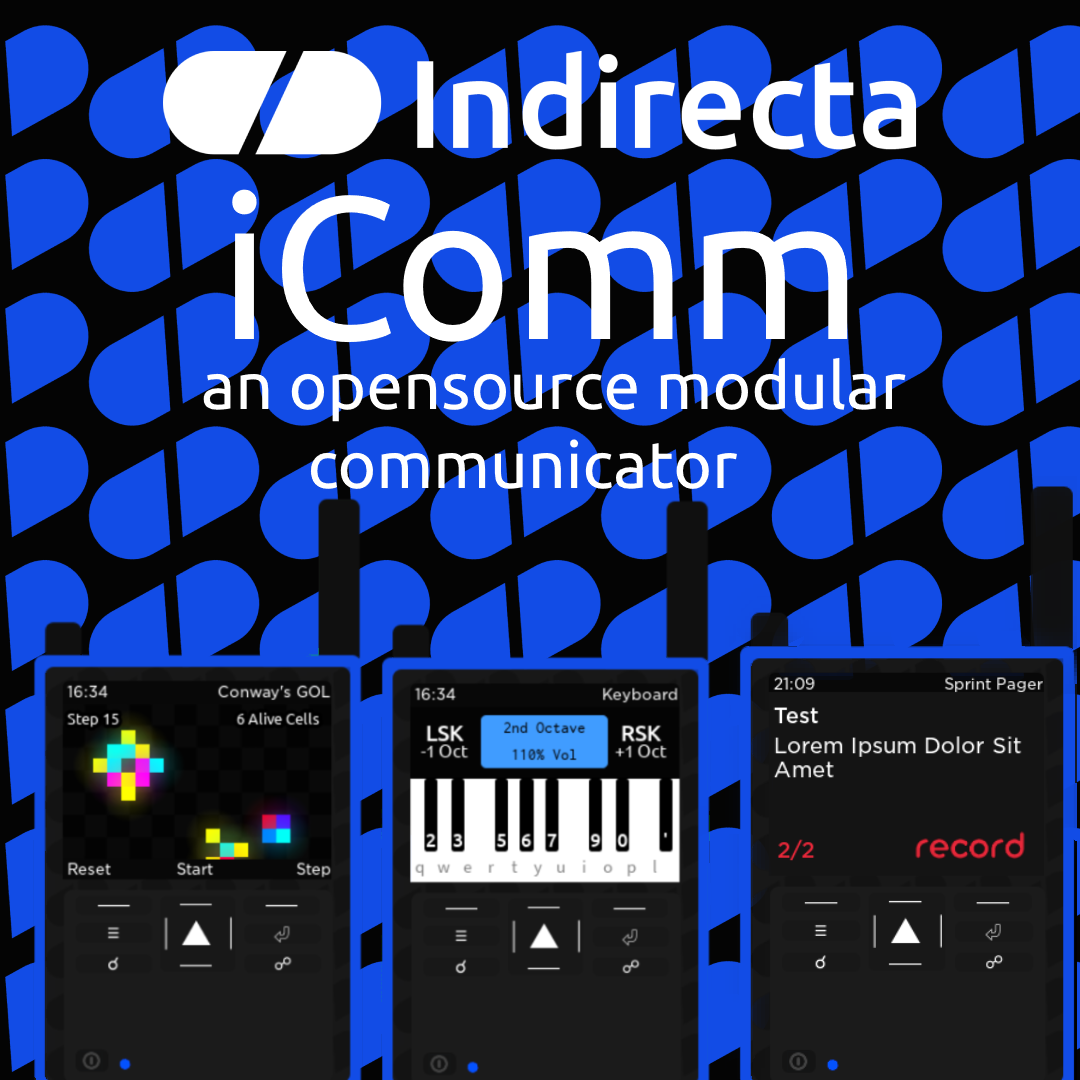 Indirecta
iComm
an opensource modular
communicator
16:34 Conway's GOL
Step 15 6 Alive Cells
Reset Start Step
16:34 Keyboard
LSK 2nd Octave RSK
-1 Oct 110% Vol +1 Oct
2 3 5 6 7 9 0 '
q w e r t y u i o p l
21:09 Sprint Pager
Test
Lorem Ipsum Dolor Sit
Amet
2/2 record